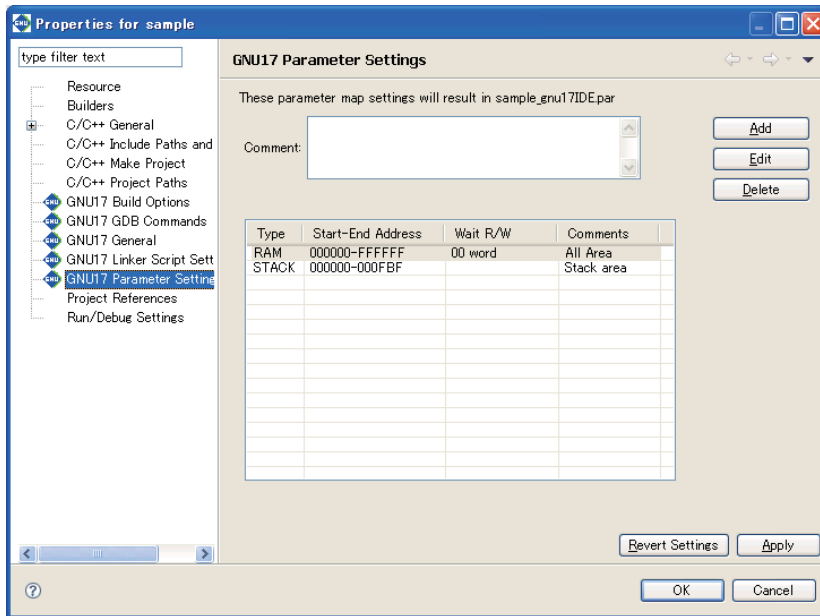 Properties for sample
type filter text
Resource
Builders
C/C++ General
C/C++ Include Paths and
C/C++ Make Project
C/C++ Project Paths
GNU17 Build Options
GNU17 GDB Commands
GNU17 General
GNU17 Linker Script Sett
GNU17 Parameter Setting
Project References
Run/Debug Settings
GNU17 Parameter Settings
These parameter map settings will result in sample_gnu17IDE.par
Comment:
Add
Edit
Delete
Type Start-End Address Wait R/W Comments
RAM 000000-FFFFFF 00 word All Area
STACK 000000-000FBF Stack area
Revert Settings Apply
OK Cancel